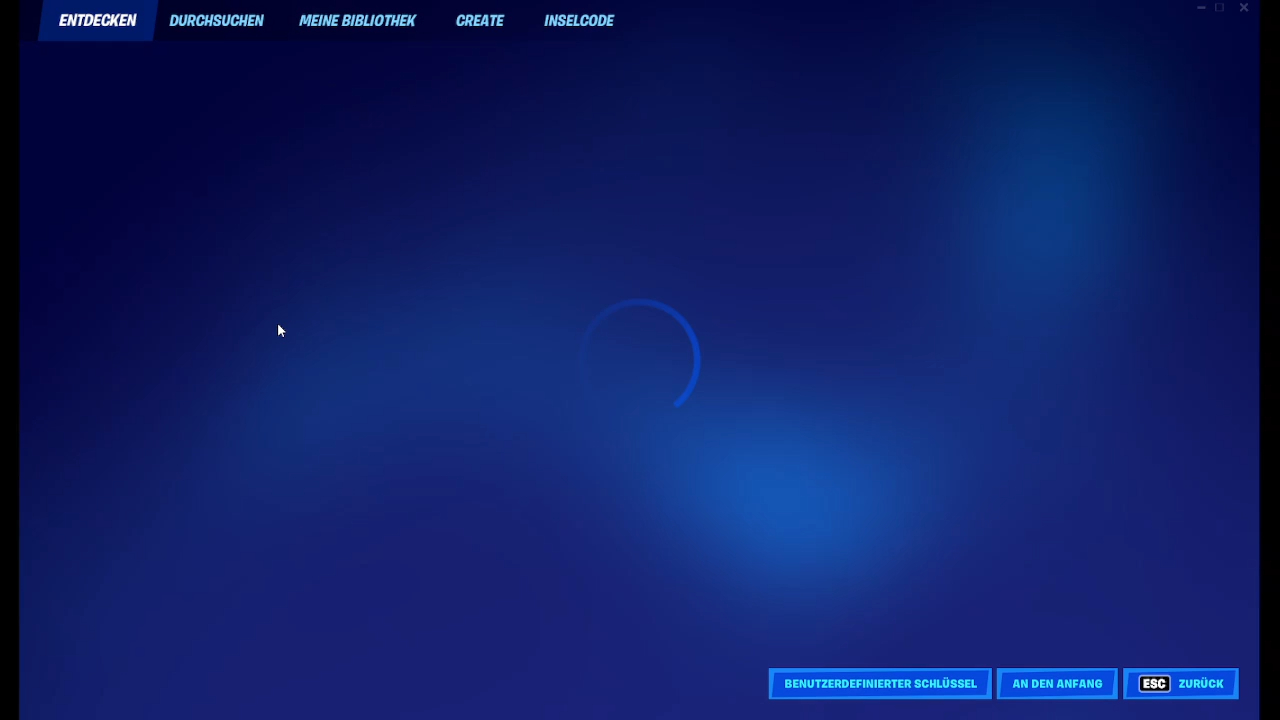 ENTDECKEN DURCHSUCHEN MEINE BIBLIOTHEK CREATE INSELCODE
BENUTZERDEFINIERTER SCHLÜSSEL AN DEN ANFANG ESC ZURÜCK